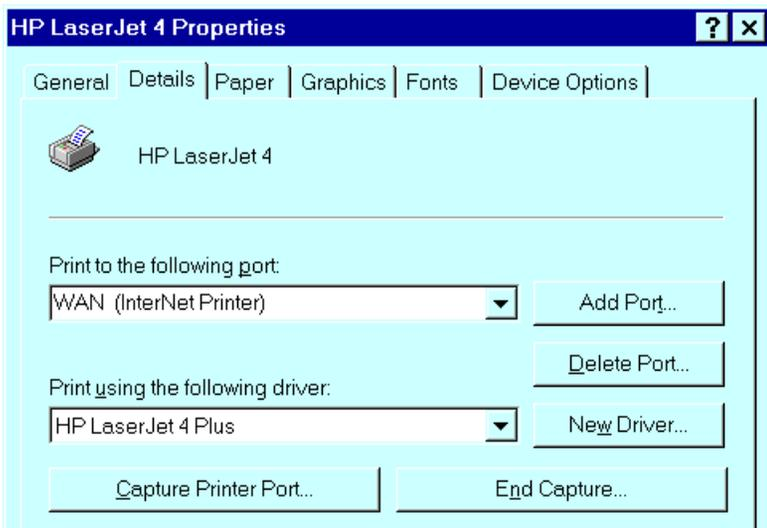 HP LaserJet 4 Properties
? ×
General Details Paper Graphics Fonts Device Options
HP LaserJet 4
Print to the following port:
WAN (InterNet Printer)
Add Port...
Delete Port...
Print using the following driver:
HP LaserJet 4 Plus
New Driver...
Capture Printer Port... End Capture...